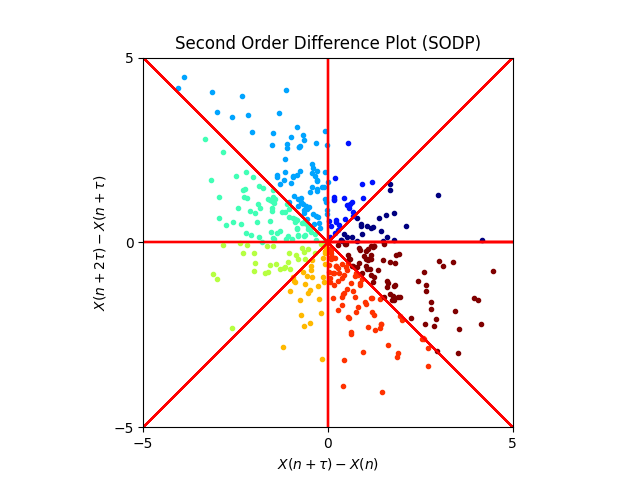 Second Order Difference Plot (SODP)
5
0
−5
X(n + 2τ) − X(n + τ)
−5
0
5
X(n + τ) − X(n)